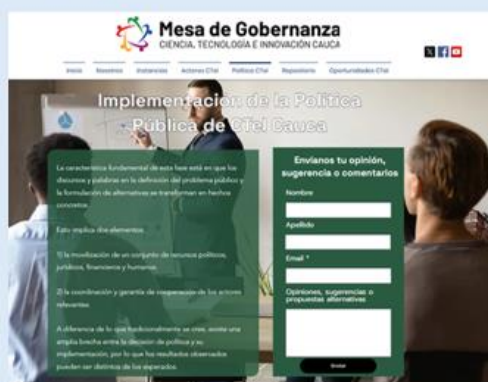 Mesa de Gobernanza
CIENCIA, TECNOLOGÍA E INNOVACIÓN CAUCA
Inicio Nosotros Instancias Actores CTeI Política CTeI Repositorio Oportunidades CTeI
Implementación de la Política
Pública de CTeI Cauca
La característica fundamental de esta fase está en que los
discursos y palabras en la definición del problema público y
la formulación de alternativas se transforman en hechos
concretos.
Esto implica dos elementos
1) la movilización de un conjunto de recursos políticos,
jurídicos, financieros y humanos.
2) la coordinación y garantía de cooperación de los actores
relevantes.
A diferencia de lo que tradicionalmente se cree, existe una
amplia brecha entre la decisión de política y su
implementación, por lo que los resultados observados
pueden ser distintos de los esperados.
Envíanos tu opinión,
sugerencia o comentarios
Nombre
Apellido
Email *
Opiniones, sugerencias o
propuestas alternativas
Enviar